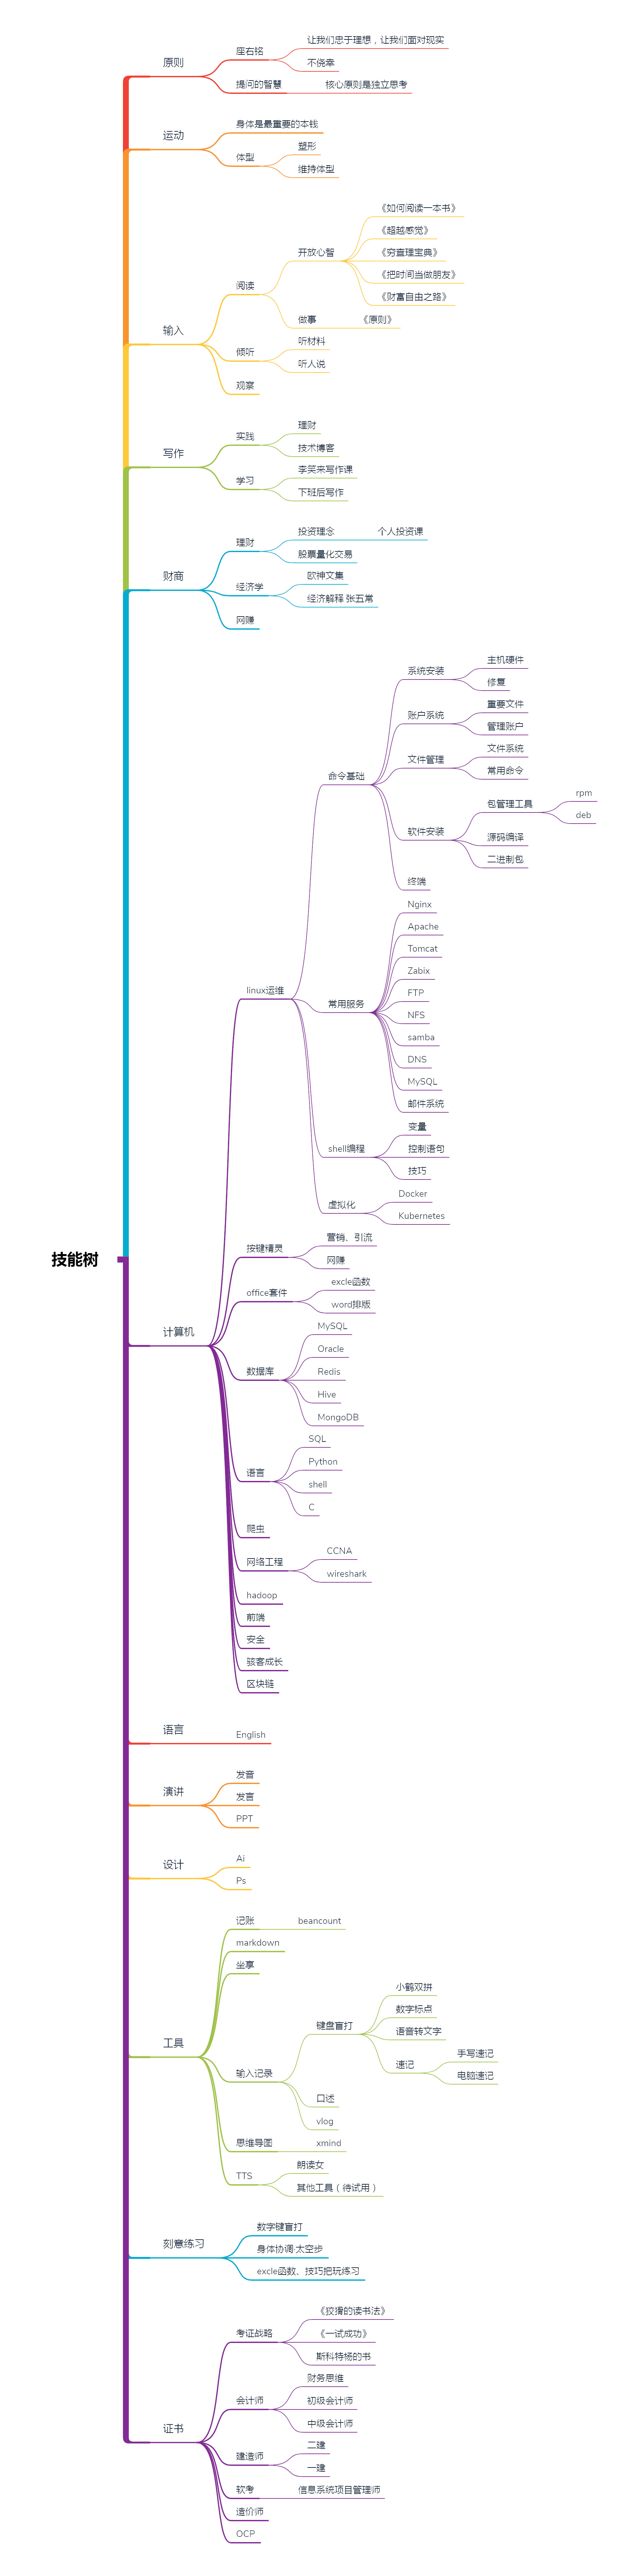 技能树
原则
座右铭
让我们忠于理想，让我们面对现实
不侥幸
提问的智慧
核心原则是独立思考
运动
身体是最重要的本钱
体型
塑形
维持体型
输入
阅读
开放心智
《如何阅读一本书》
《超越感觉》
《穷查理宝典》
《把时间当做朋友》
《财富自由之路》
做事
《原则》
倾听
听材料
听人说
观察
写作
实践
理财
技术博客
学习
李笑来写作课
下班后写作
财商
理财
投资理念
个人投资课
股票量化交易
经济学
欧神文集
经济解释 张五常
网赚
计算机
linux运维
命令基础
系统安装
主机硬件
修复
账户系统
重要文件
管理账户
文件管理
文件系统
常用命令
软件安装
包管理工具
rpm
deb
源码编译
二进制包
终端
常用服务
Nginx
Apache
Tomcat
Zabix
FTP
NFS
samba
DNS
MySQL
邮件系统
shell编程
变量
控制语句
技巧
虚拟化
Docker
Kubernetes
按键精灵
营销、引流
网赚
office套件
excle函数
word排版
数据库
MySQL
Oracle
Redis
Hive
MongoDB
语言
SQL
Python
shell
C
爬虫
网络工程
CCNA
wireshark
hadoop
前端
安全
骇客成长
区块链
语言
English
演讲
发音
发言
PPT
设计
Ai
Ps
工具
记账
beancount
markdown
坐享
输入记录
键盘盲打
小鹤双拼
数字标点
语音转文字
速记
手写速记
电脑速记
口述
vlog
思维导图
xmind
TTS
朗读女
其他工具（待试用）
刻意练习
数字键盲打
身体协调·太空步
excle函数、技巧把玩练习
证书
考证战略
《狡猾的读书法》
《一试成功》
斯科特杨的书
会计师
财务思维
初级会计师
中级会计师
建造师
二建
一建
软考
信息系统项目管理师
造价师
OCP